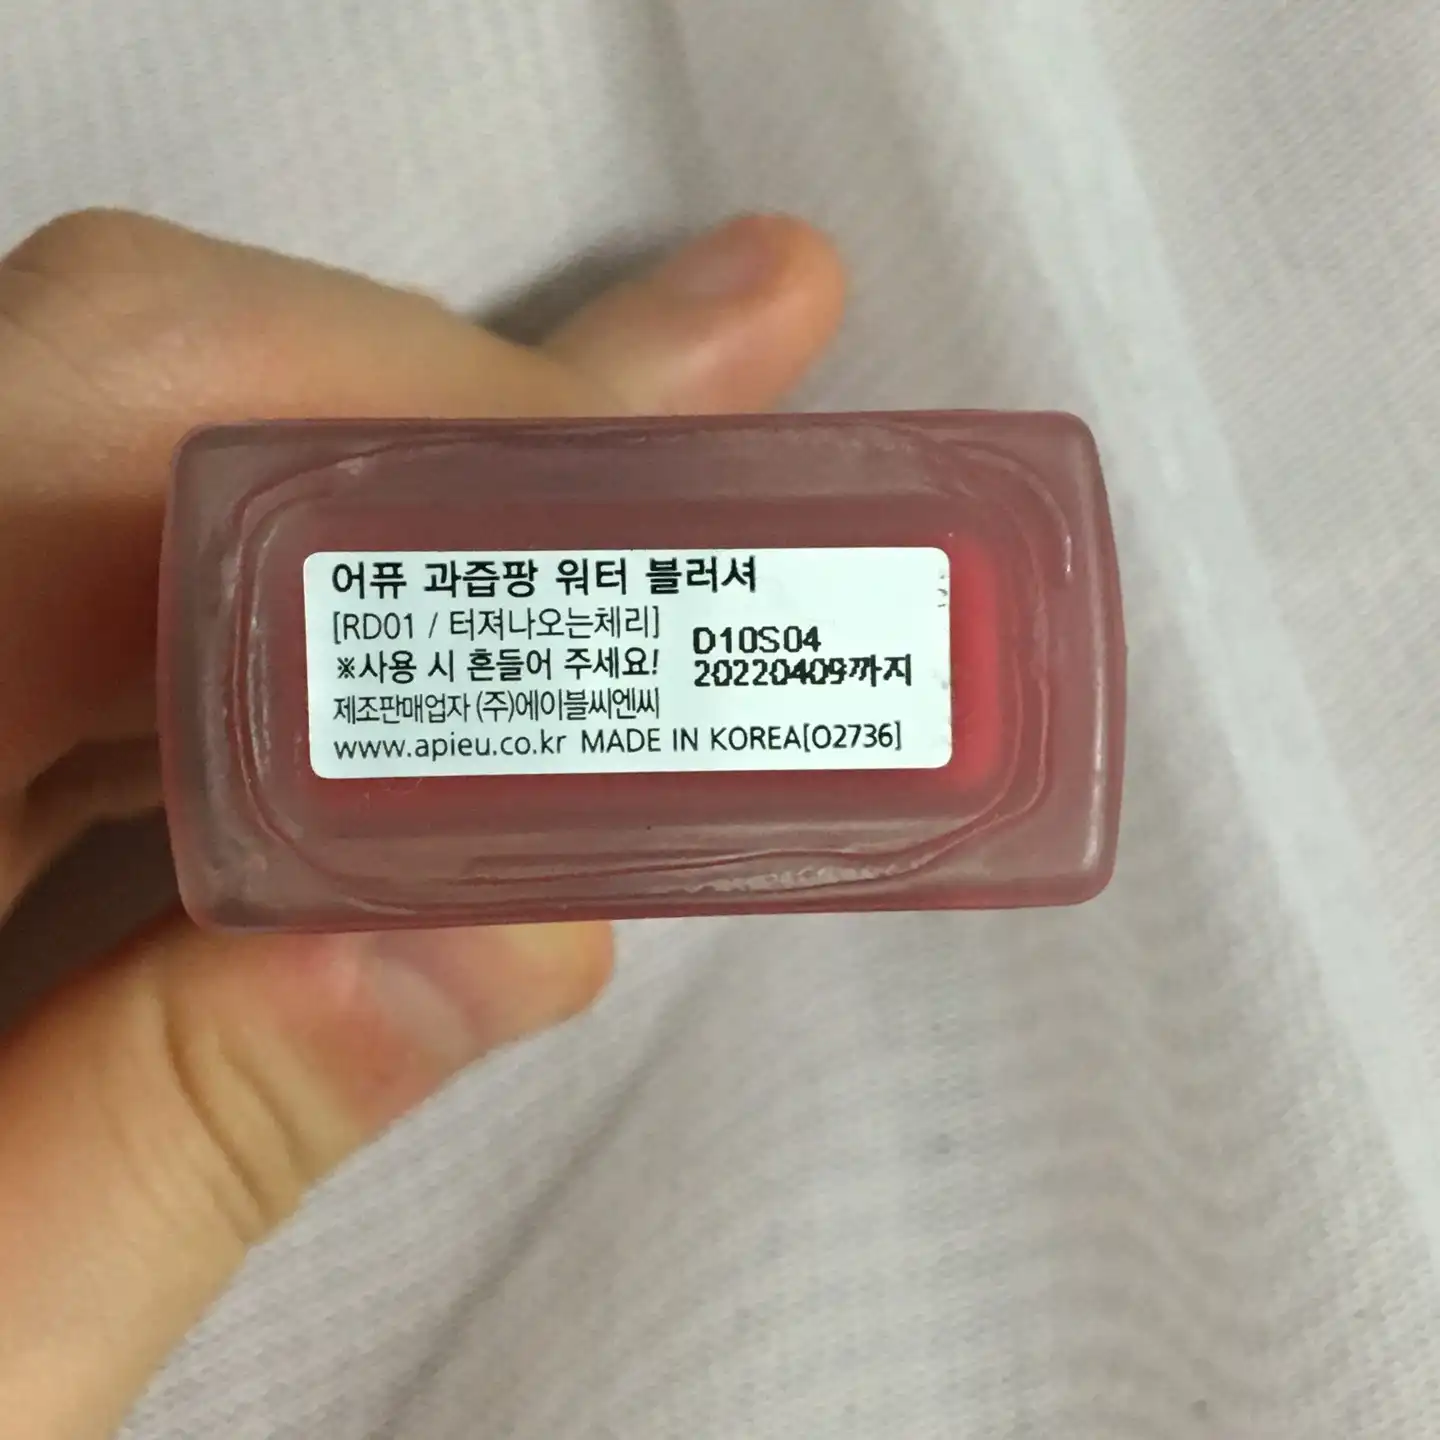 어퓨 과즙팡 워터 블러셔
[RD01 / 터져나오는체리]
※사용 시 흔들어 주세요!
D10S04
20220409까지
제조판매업자 (주)에이블씨엔씨
www.apieu.co.kr MADE IN KOREA[O2736]